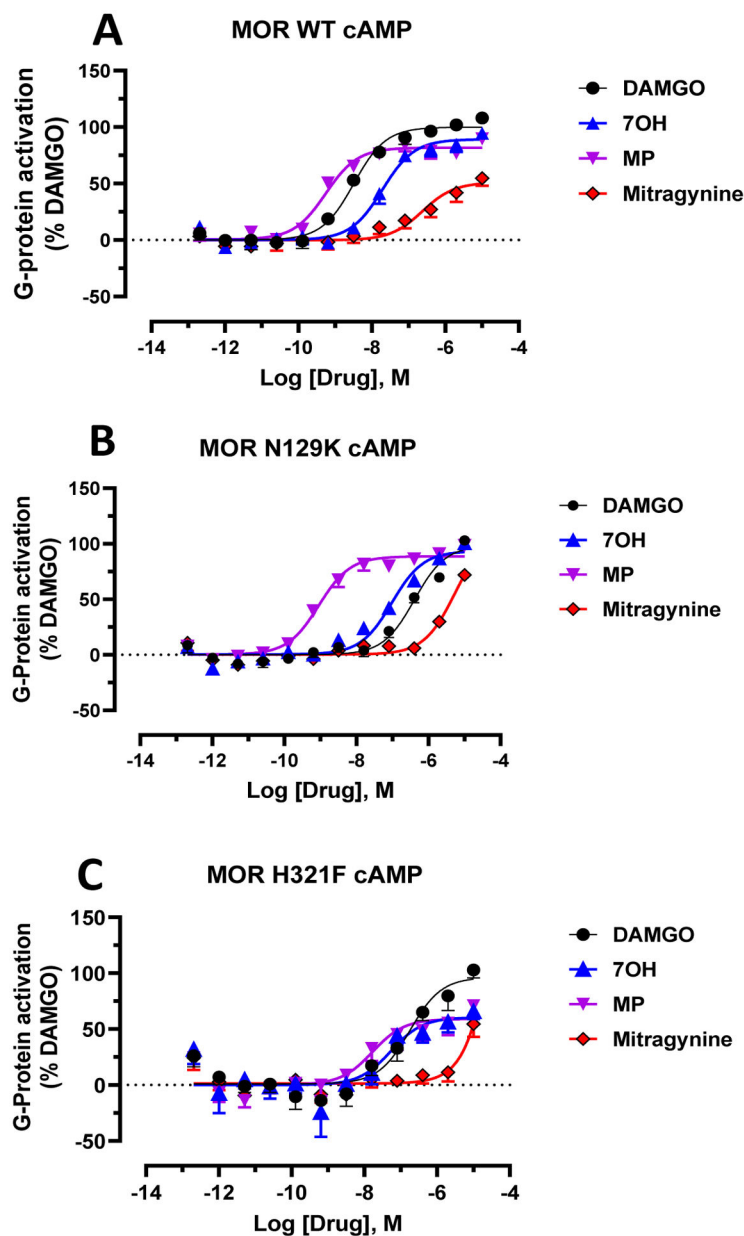 A
MOR WT cAMP
G-protein activation
(% DAMGO)
150
100
50
0
-50
-14
-12
-10
-8
-6
-4
Log [Drug], M
DAMGO
7OH
MP
Mitragynine
B
MOR N129K cAMP
G-Protein activation
(% DAMGO)
150
100
50
0
-50
-14
-12
-10
-8
-6
-4
Log [Drug], M
DAMGO
7OH
MP
Mitragynine
C
MOR H321F cAMP
G-Protein activation
(% DAMGO)
150
100
50
0
-50
-14
-12
-10
-8
-6
-4
Log [Drug], M
DAMGO
7OH
MP
Mitragynine